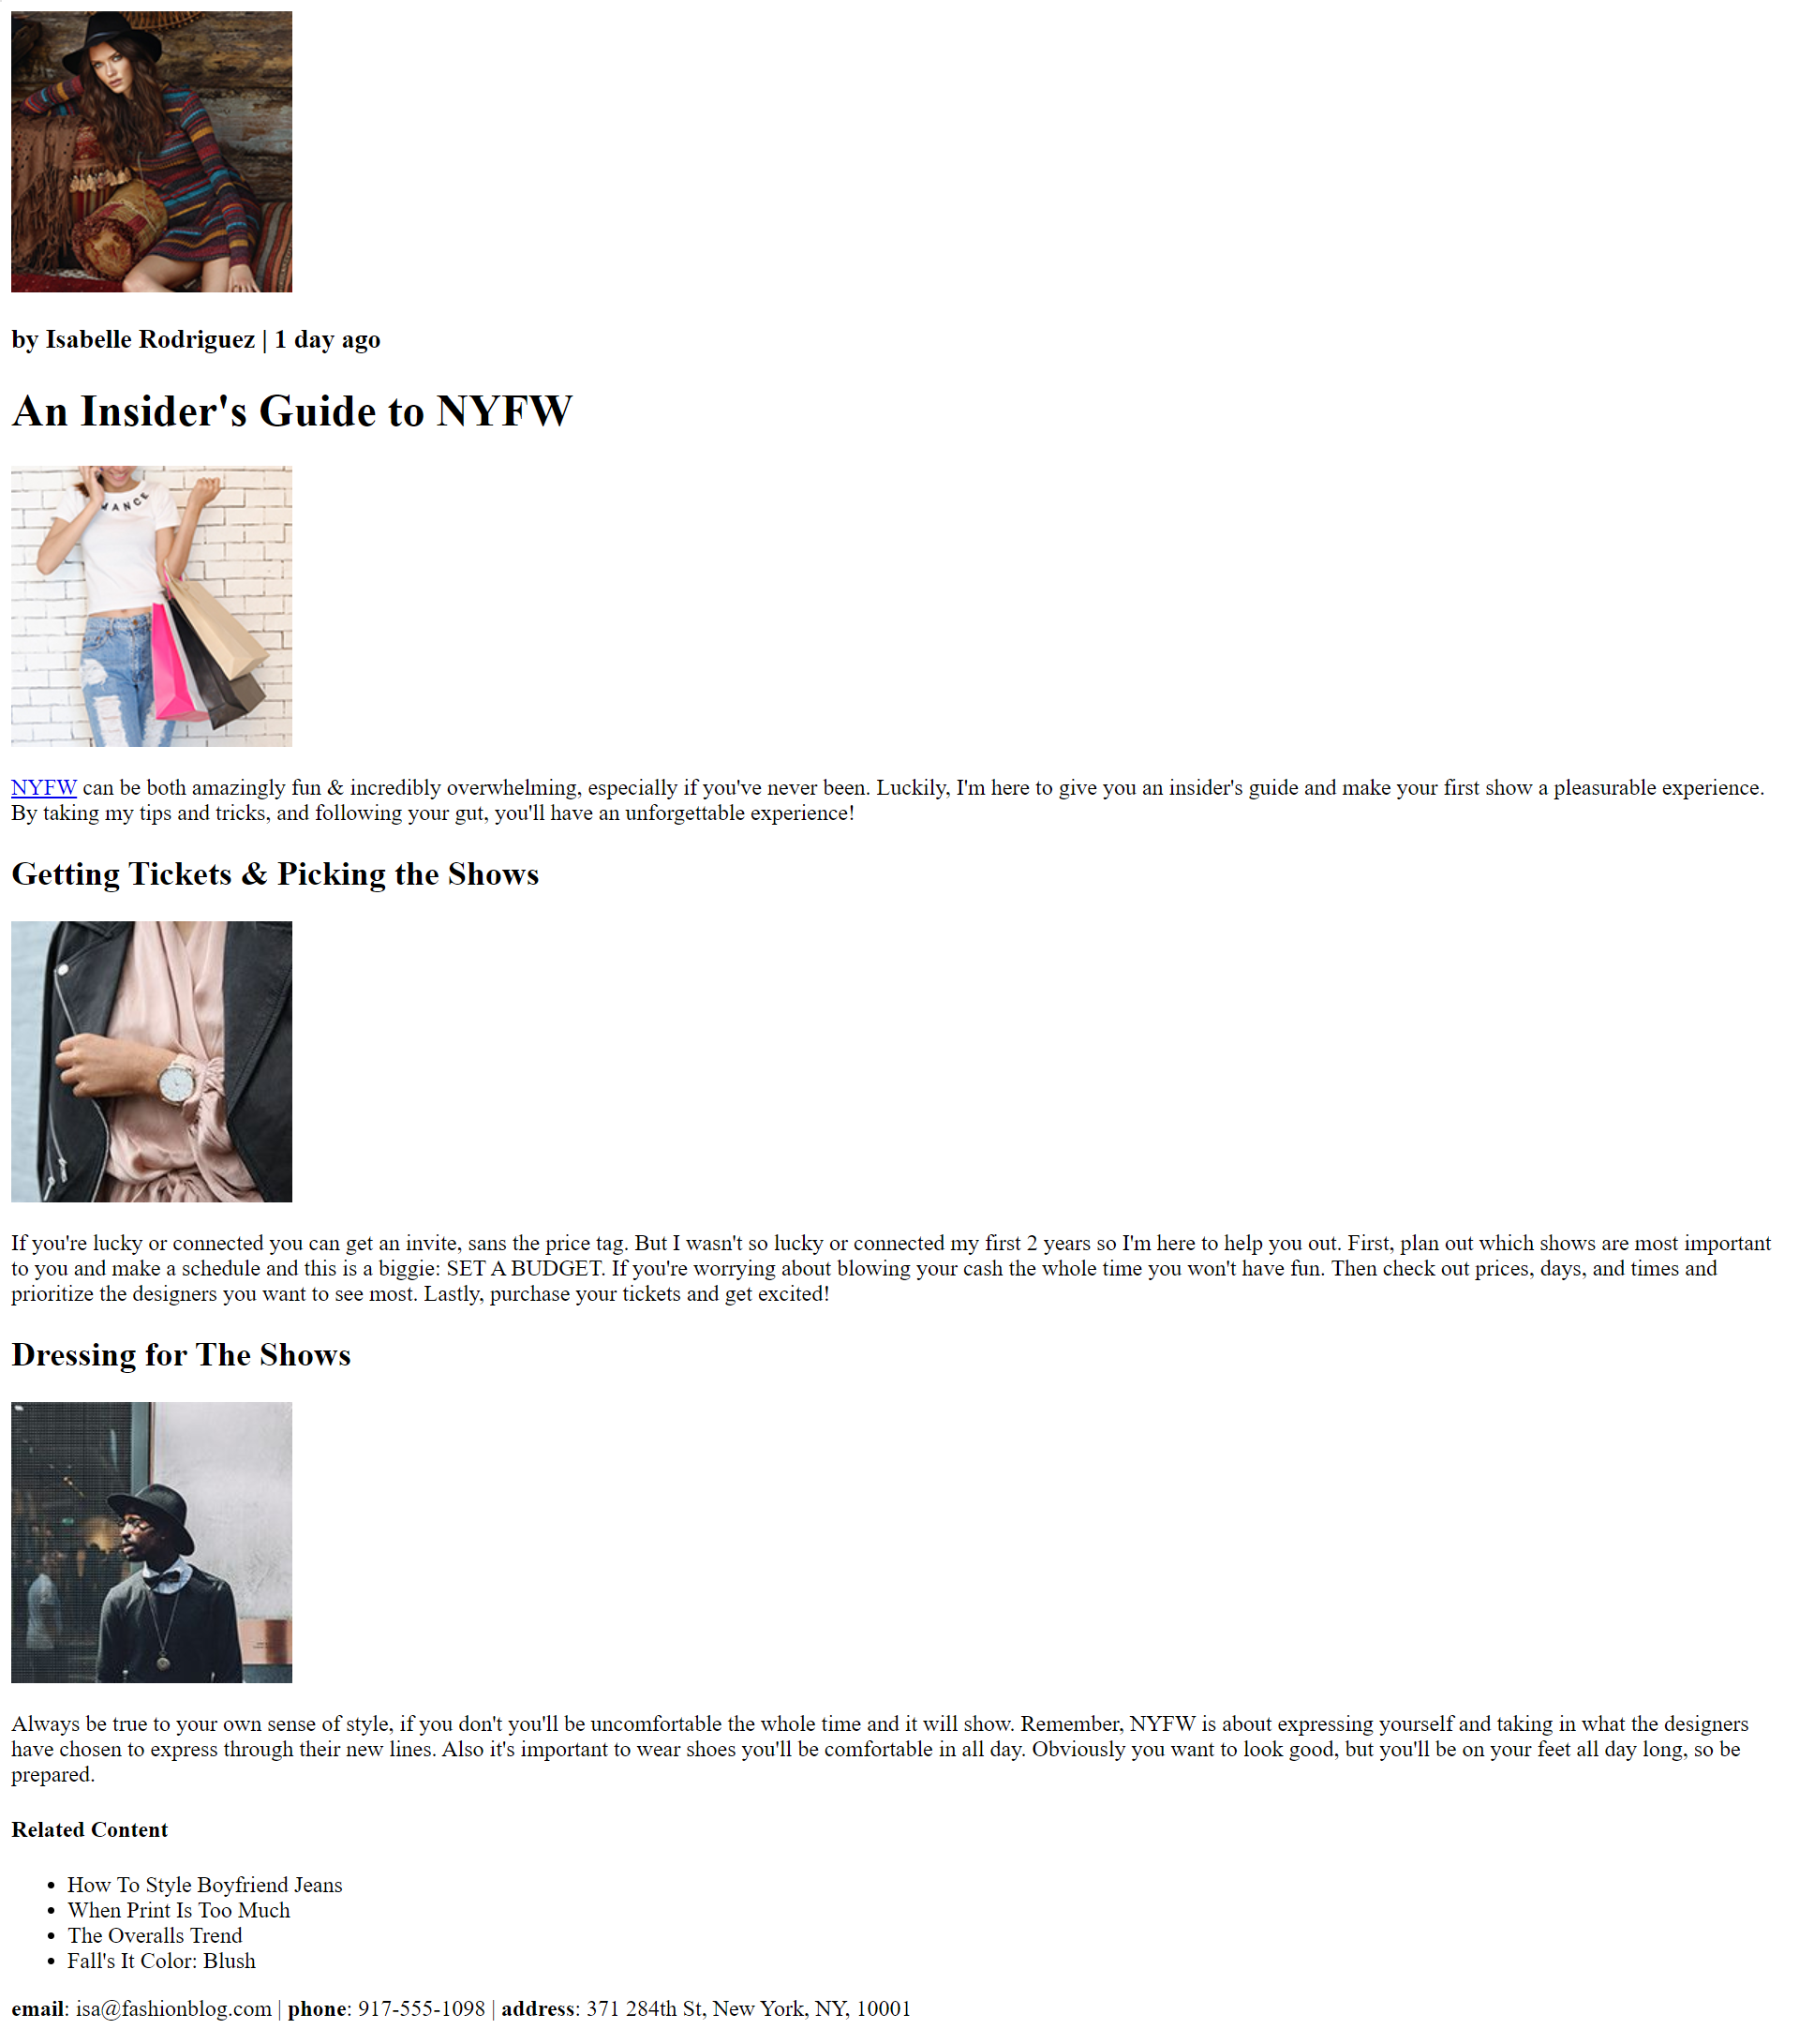 by Isabelle Rodriguez | 1 day ago
An Insider's Guide to NYFW
MANCE
NYFW can be both amazingly fun & incredibly overwhelming, especially if you've never been. Luckily, I'm here to give you an insider's guide and make your first show a pleasurable experience.
By taking my tips and tricks, and following your gut, you'll have an unforgettable experience!
Getting Tickets & Picking the Shows
If you're lucky or connected you can get an invite, sans the price tag. But I wasn't so lucky or connected my first 2 years so I'm here to help you out. First, plan out which shows are most important
to you and make a schedule and this is a biggie: SET A BUDGET. If you're worrying about blowing your cash the whole time you won't have fun. Then check out prices, days, and times and
prioritize the designers you want to see most. Lastly, purchase your tickets and get excited!
Dressing for The Shows
Always be true to your own sense of style, if you don't you'll be uncomfortable the whole time and it will show. Remember, NYFW is about expressing yourself and taking in what the designers
have chosen to express through their new lines. Also it's important to wear shoes you'll be comfortable in all day. Obviously you want to look good, but you'll be on your feet all day long, so be
prepared.
Related Content
• How To Style Boyfriend Jeans
• When Print Is Too Much
• The Overalls Trend
• Fall's It Color: Blush
email: isa@fashionblog.com | phone: 917-555-1098 | address: 371 284th St, New York, NY, 10001